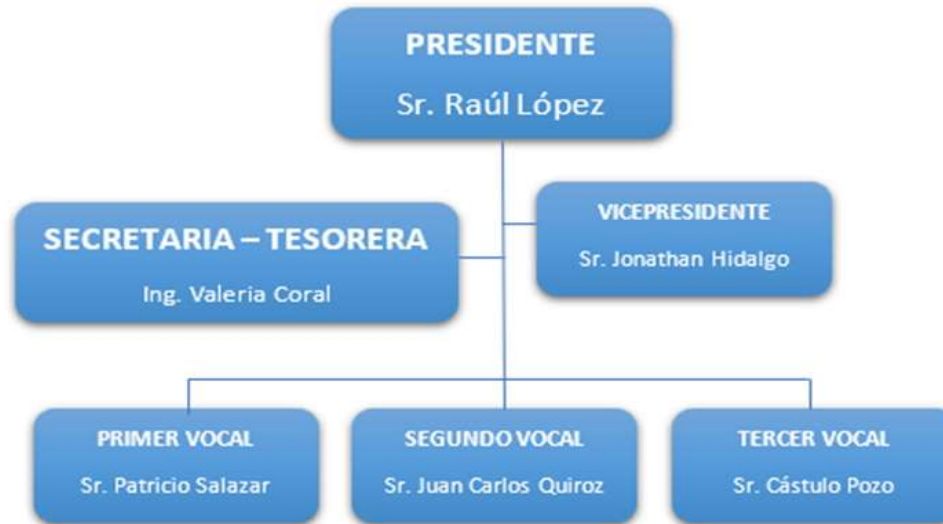 PRESIDENTE
Sr. Raúl López
VICEPRESIDENTE
Sr. Jonathan Hidalgo
SECRETARIA – TESORERA
Ing. Valeria Coral
PRIMER VOCAL
Sr. Patricio Salazar
SEGUNDO VOCAL
Sr. Juan Carlos Quiroz
TERCER VOCAL
Sr. Cástulo Pozo